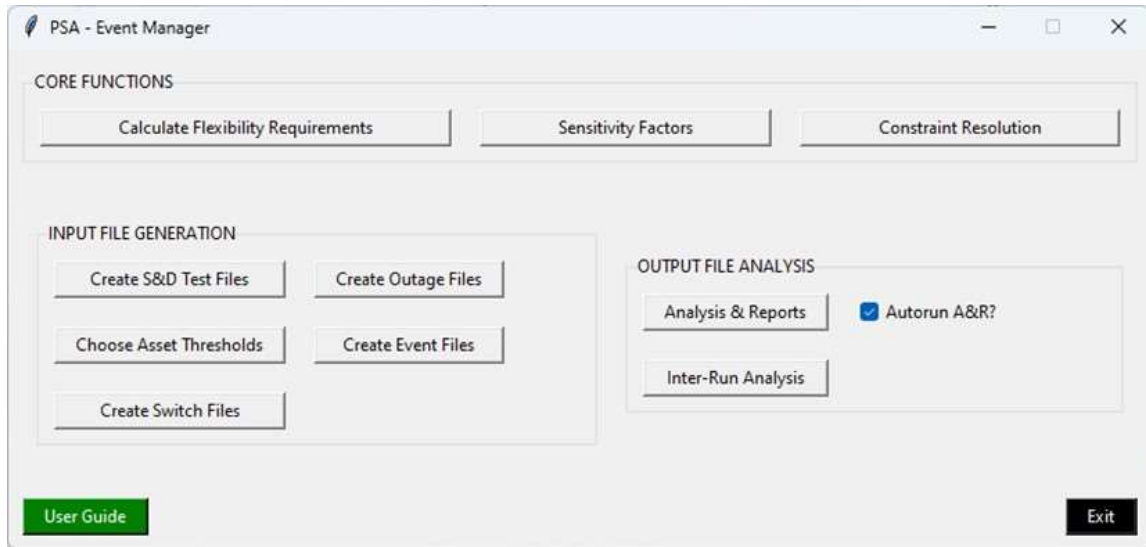 PSA - Event Manager
CORE FUNCTIONS
Calculate Flexibility Requirements
Sensitivity Factors
Constraint Resolution
INPUT FILE GENERATION
Create S&D Test Files
Create Outage Files
Choose Asset Thresholds
Create Event Files
Create Switch Files
OUTPUT FILE ANALYSIS
Analysis & Reports
Autorun A&R?
Inter-Run Analysis
User Guide
Exit